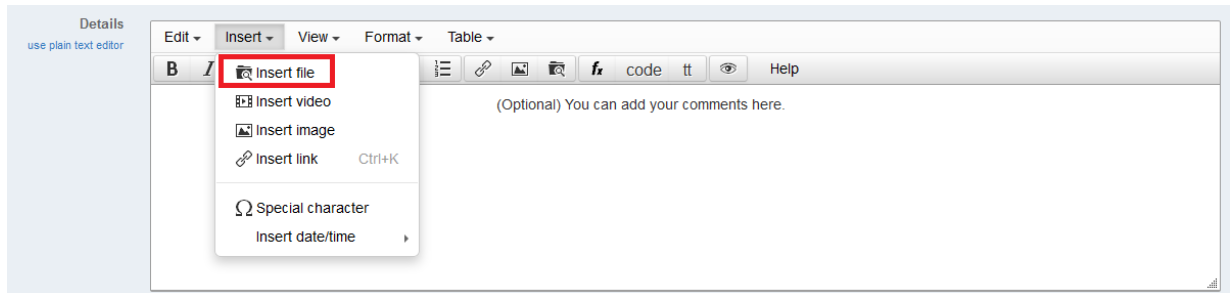 Details
use plain text editor
Edit Insert View Format Table
B I fx code tt Help
Insert file
Insert video
Insert image
Insert link Ctrl+K
Special character
Insert date/time
(Optional) You can add your comments here.